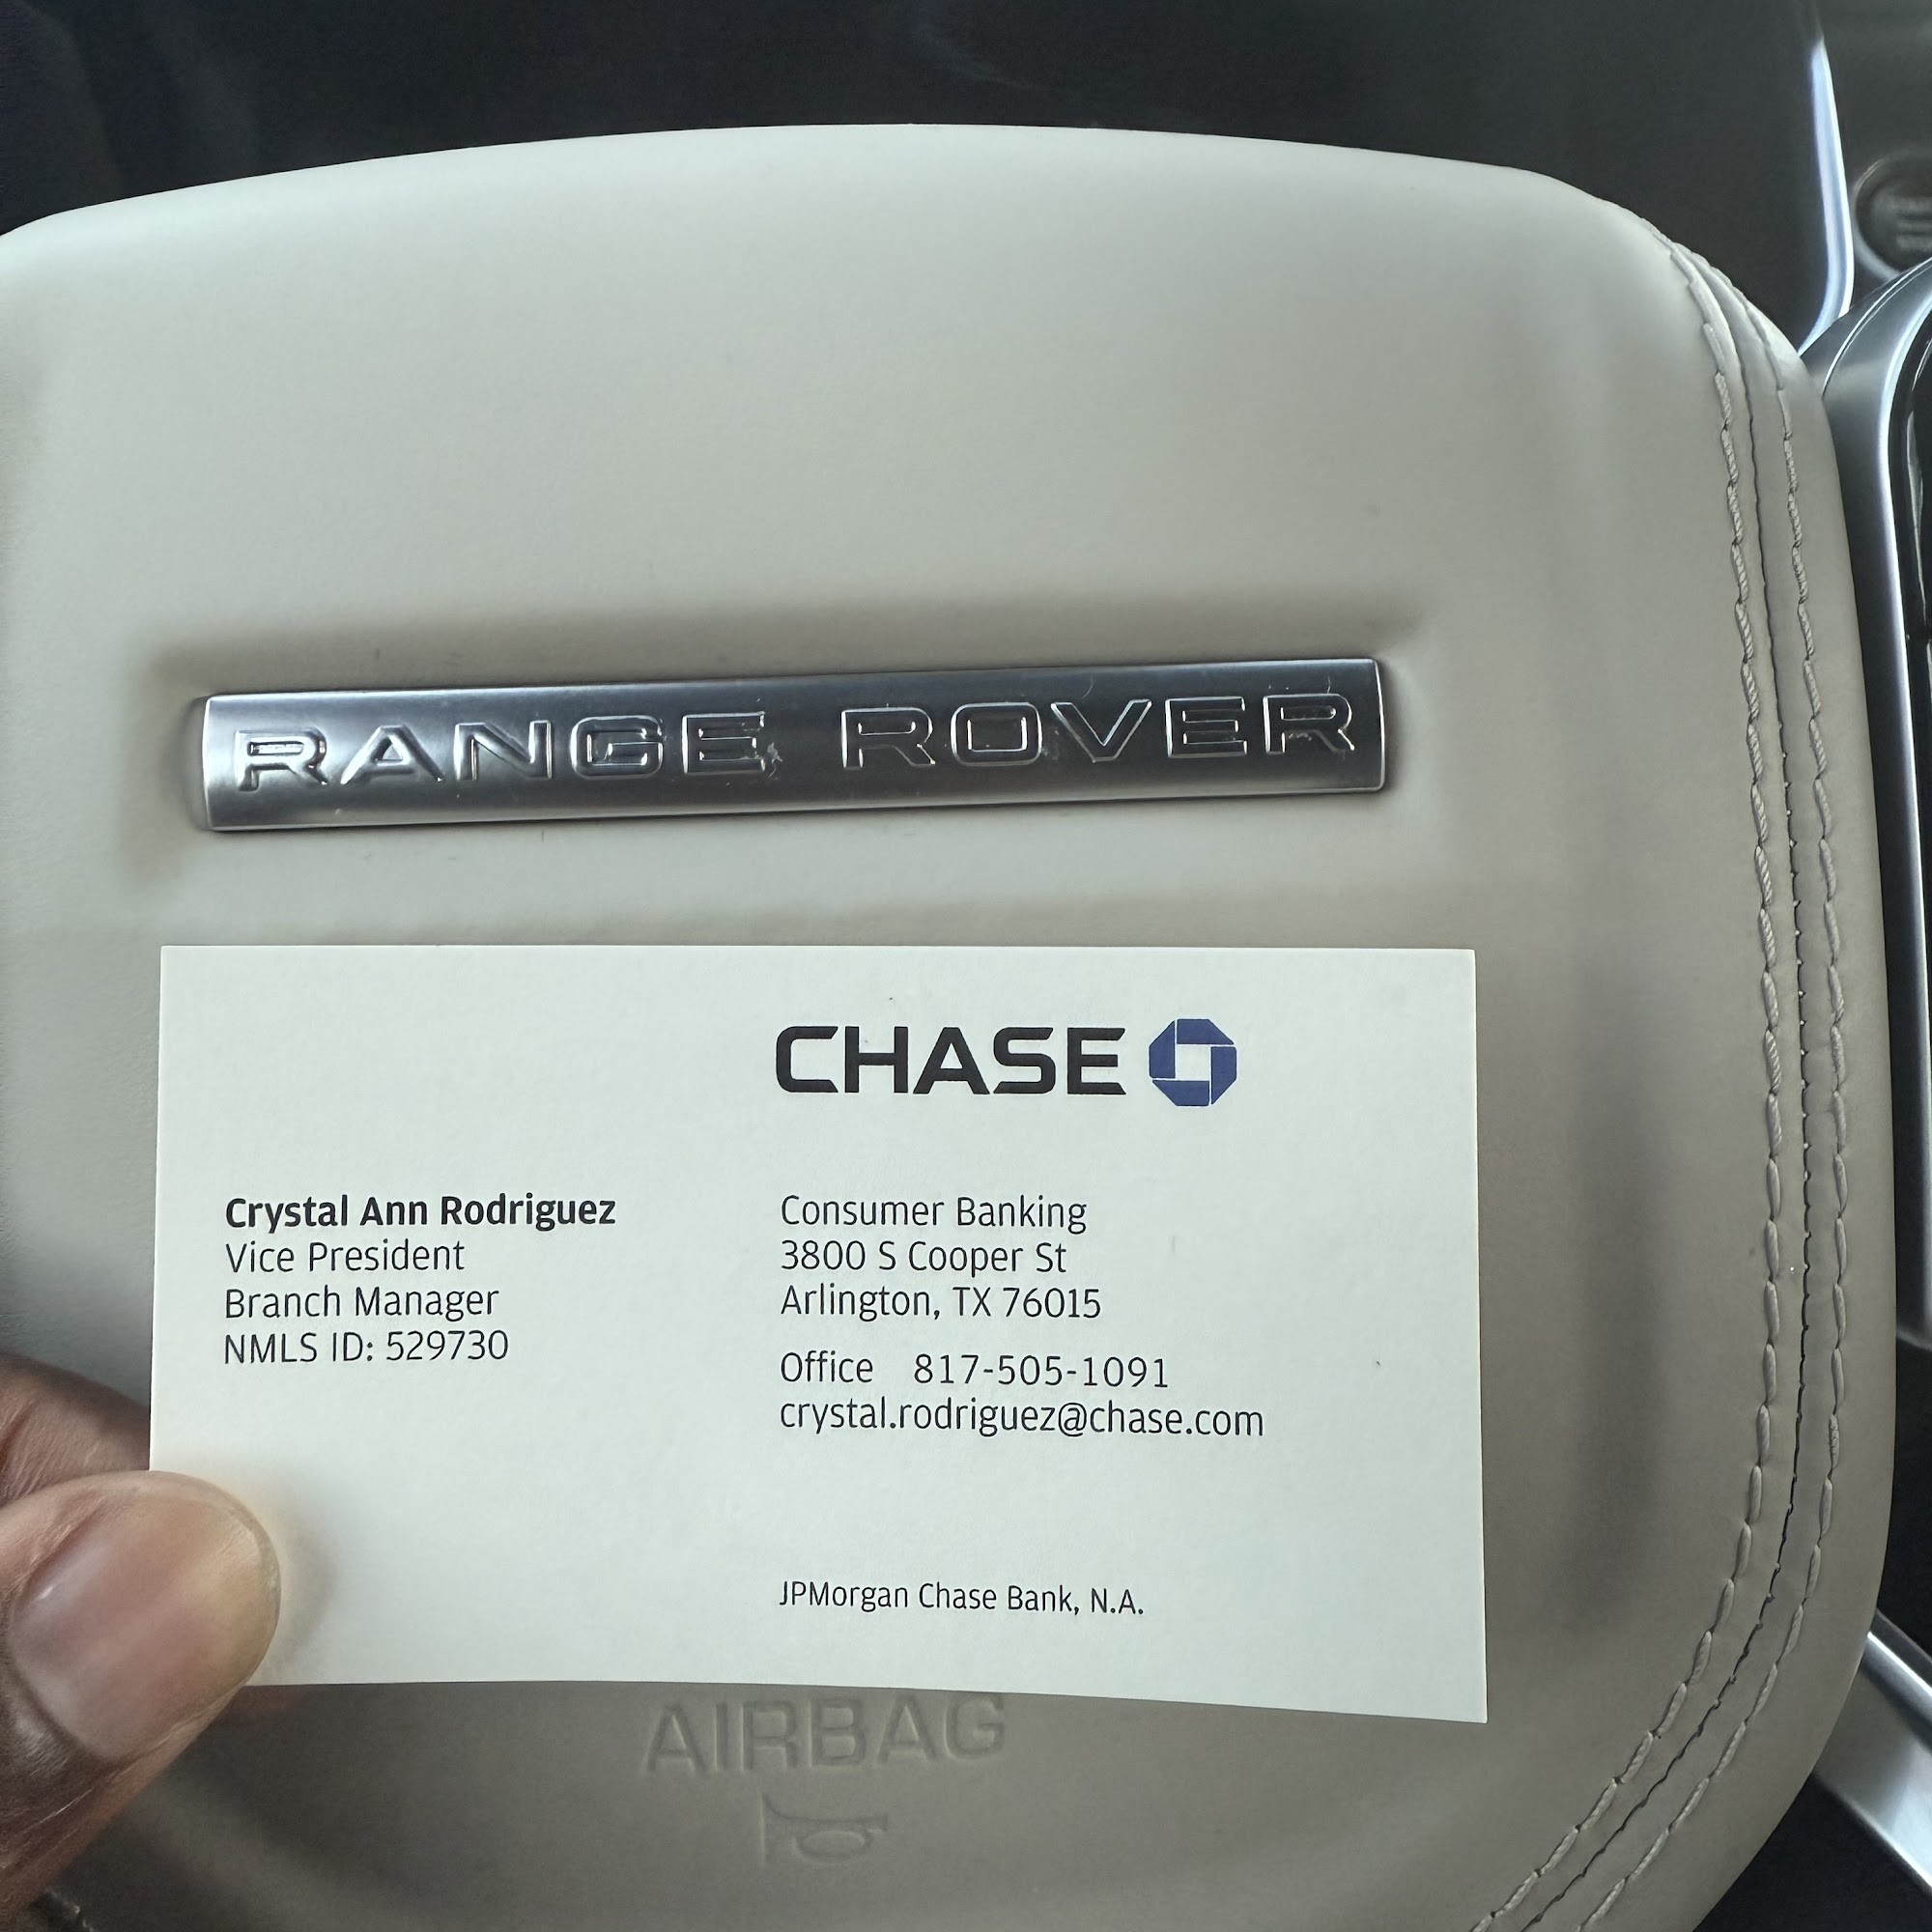 RANGE ROVER
CHASE
Crystal Ann Rodriguez
Vice President
Branch Manager
NMLS ID: 529730
Consumer Banking
3800 S Cooper St
Arlington, TX 76015
Office 817-505-1091
crystal.rodriguez@chase.com
JPMorgan Chase Bank, N.A.
AIRBAG